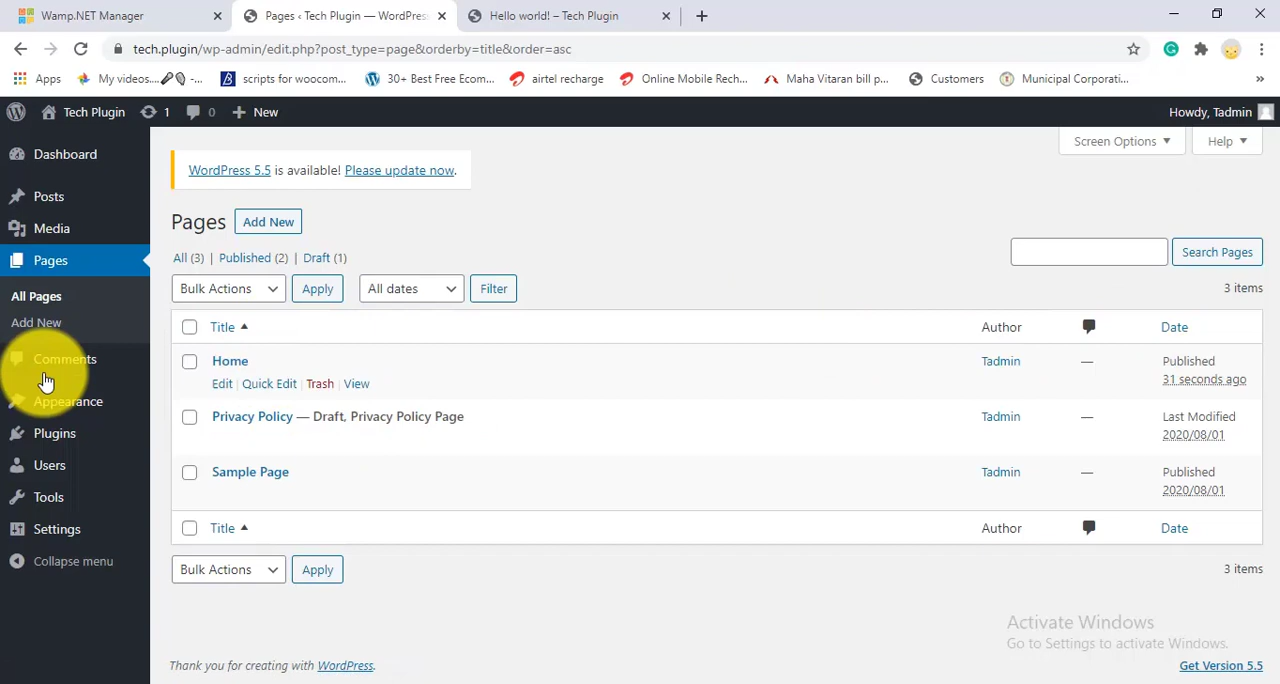 Wamp.NET Manager
Pages ‹ Tech Plugin — WordPres
Hello world! – Tech Plugin
tech.plugin/wp-admin/edit.php?post_type=page&orderby=title&order=asc
Apps
My videos....
scripts for woocom...
30+ Best Free Ecom...
airtel recharge
Online Mobile Rech...
Maha Vitaran bill p...
Customers
Municipal Corporati...
»
Tech Plugin
1
0
+ New
Howdy, Tadmin
Screen Options ▼
Help ▼
Dashboard
Posts
Media
Pages
All Pages
Add New
Comments
Appearance
Plugins
Users
Tools
Settings
Collapse menu
WordPress 5.5 is available! Please update now.
Pages Add New
All (3) | Published (2) | Draft (1)
Search Pages
Bulk Actions Apply All dates Filter
3 items
Title ▲ Author Date
Home Tadmin — Published
31 seconds ago
Edit | Quick Edit | Trash | View
Privacy Policy — Draft, Privacy Policy Page Tadmin — Last Modified
2020/08/01
Sample Page Tadmin — Published
2020/08/01
Title ▲ Author Date
Bulk Actions Apply
3 items
Activate Windows
Go to Settings to activate Windows.
Thank you for creating with WordPress.
Get Version 5.5